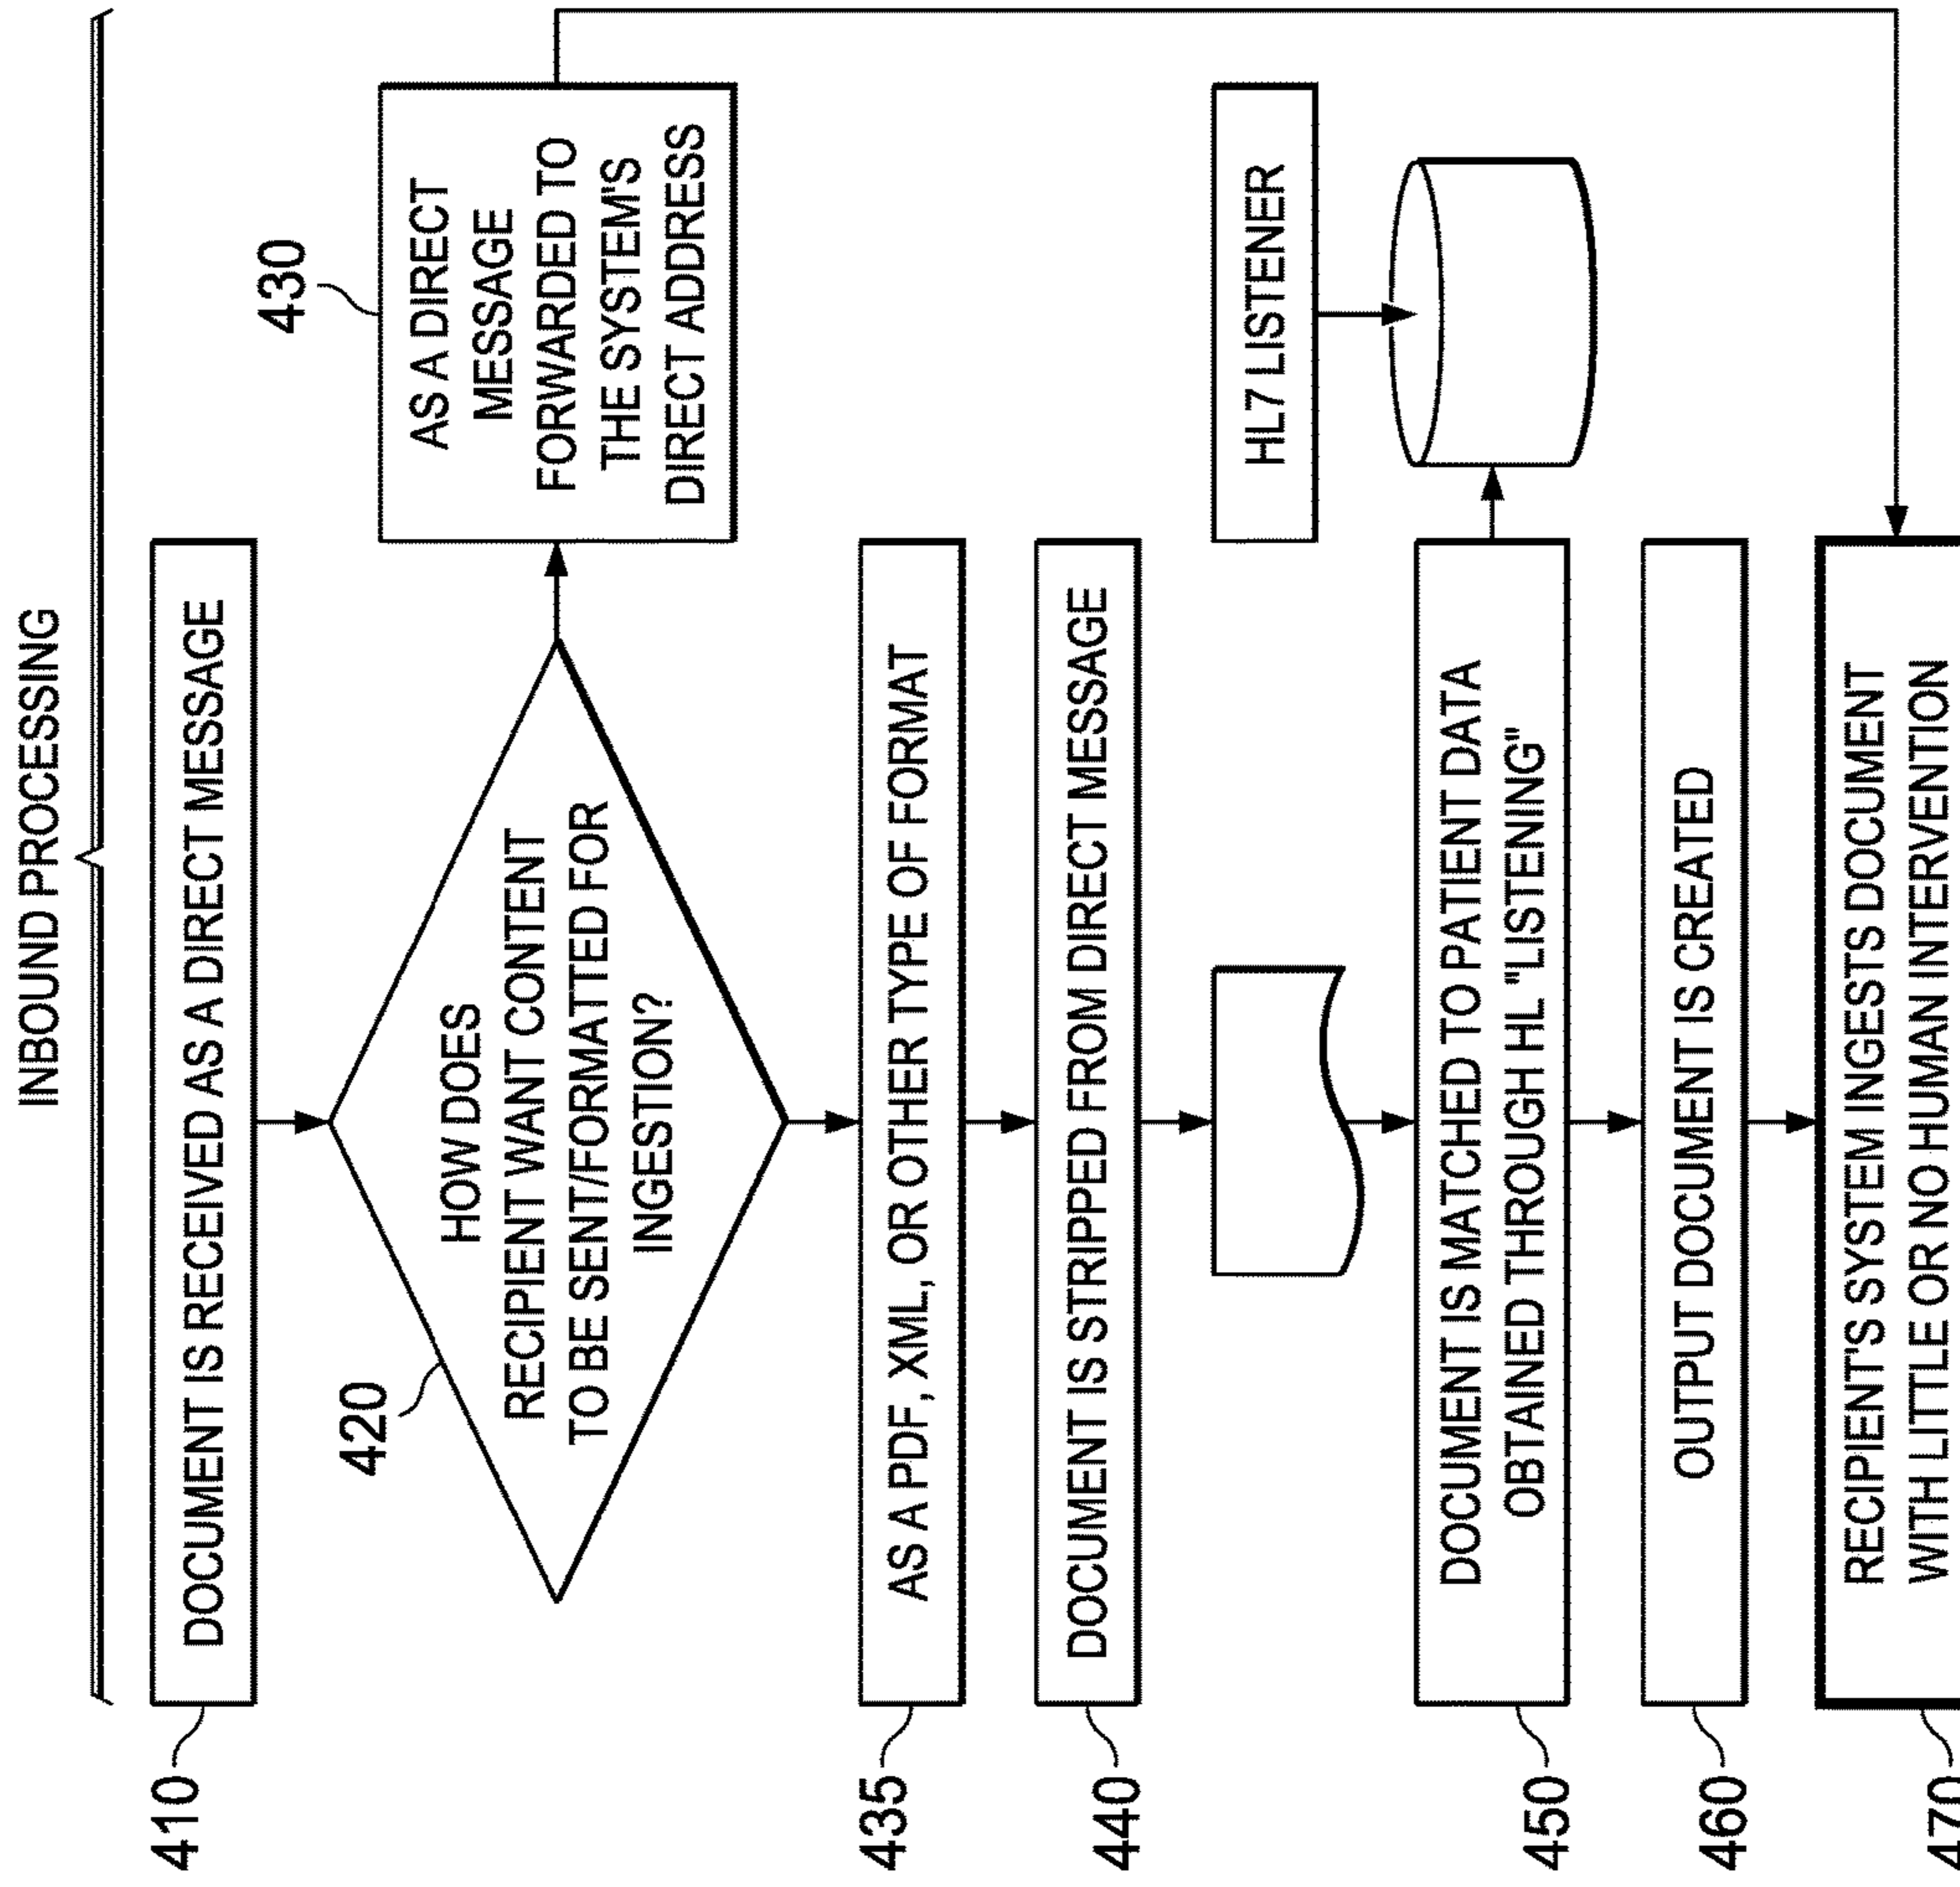 INBOUND PROCESSING
410
DOCUMENT IS RECEIVED AS A DIRECT MESSAGE
420
HOW DOES
RECIPIENT WANT CONTENT
TO BE SENT/FORMATTED FOR
INGESTION?
430
AS A DIRECT
MESSAGE
FORWARDED TO
THE SYSTEM'S
DIRECT ADDRESS
435
AS A PDF, XML, OR OTHER TYPE OF FORMAT
440
DOCUMENT IS STRIPPED FROM DIRECT MESSAGE
HL7 LISTENER
450
DOCUMENT IS MATCHED TO PATIENT DATA
OBTAINED THROUGH HL "LISTENING"
460
OUTPUT DOCUMENT IS CREATED
470
RECIPIENT'S SYSTEM INGESTS DOCUMENT
WITH LITTLE OR NO HUMAN INTERVENTION